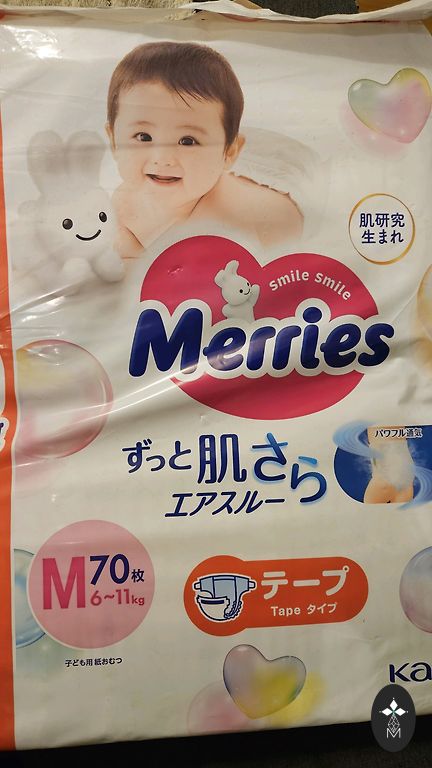 肌研究
生まれ
smile smile
Merries
ずっと肌さら
エアスルー
パワフル通気
M 70枚
6~11kg
テープ
Tape タイプ
子ども用 紙おむつ
M